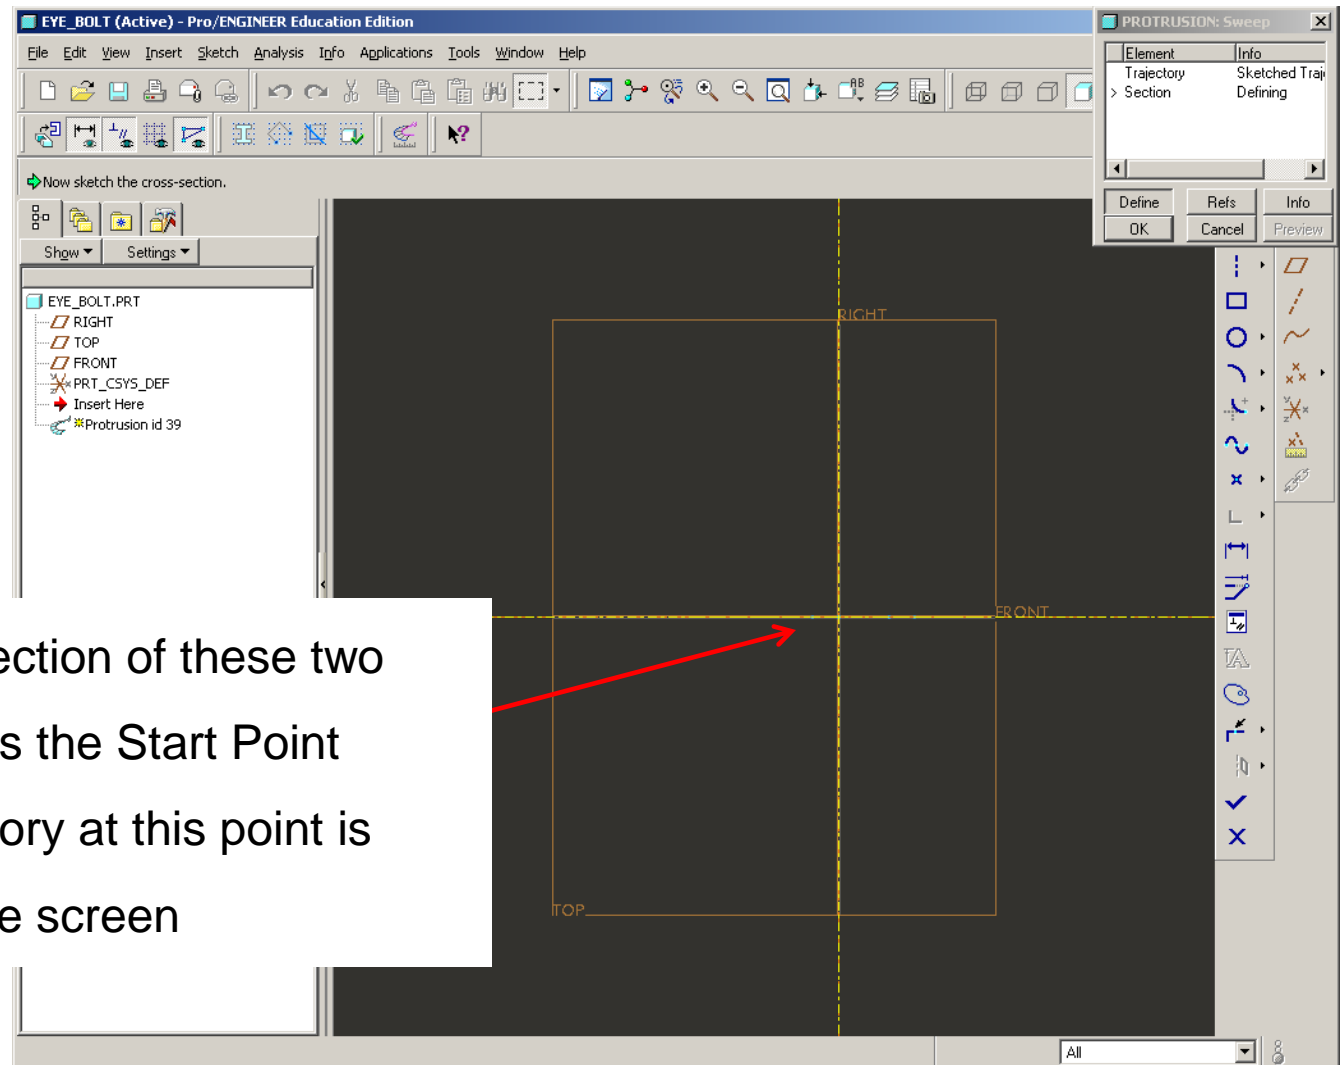 EYE_BOLT (Active) - Pro/ENGINEER Education Edition
PROTRUSION: Sweep
File Edit View Insert Sketch Analysis Info Applications Tools Window Help
Element Info
Trajectory Sketched Traj
> Section Defining
Now sketch the cross-section.
Define Refs Info
OK Cancel Preview
Show Settings
EYE_BOLT.PRT
RIGHT
TOP
FRONT
PRT_CSYS_DEF
Insert Here
Protrusion id 39
RIGHT
FRONT
TOP
ection of these two
s the Start Point
ory at this point is
e screen
All